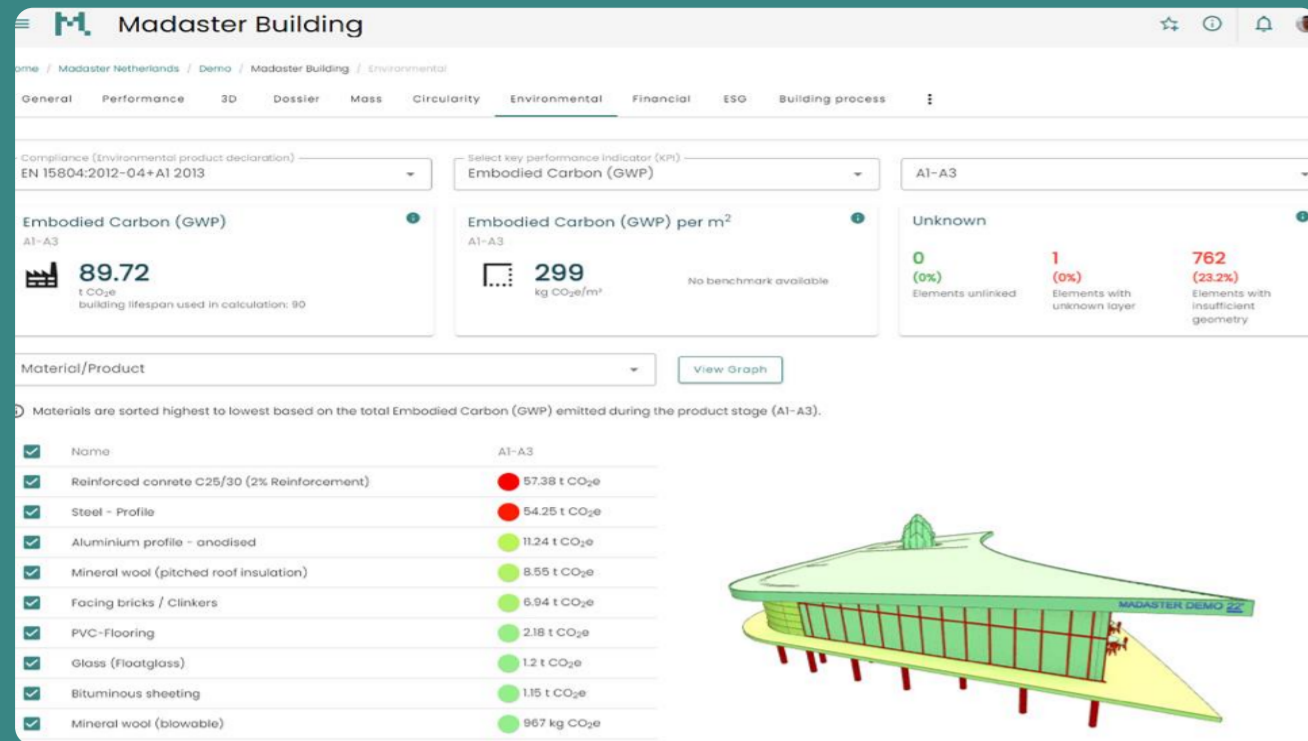 Madaster Building
ome / Madaster Netherlands / Demo / Madaster Building / Environmental
General Performance 3D Dossier Mass Circularity Environmental Financial ESG Building process
Compliance (Environmental product declaration)
EN 15804:2012-04+A1 2013
Select key performance indicator (KPI)
Embodied Carbon (GWP)
A1-A3
Embodied Carbon (GWP)
A1-A3
89.72
t CO₂e
building lifespan used in calculation: 90
Embodied Carbon (GWP) per m²
A1-A3
299
kg CO₂e/m²
No benchmark available
Unknown
0
(0%)
Elements unlinked
1
(0%)
Elements with
unknown layer
762
(23.2%)
Elements with
insufficient
geometry
Material/Product
View Graph
Materials are sorted highest to lowest based on the total Embodied Carbon (GWP) emitted during the product stage (A1-A3).
Name A1-A3
Reinforced conrete C25/30 (2% Reinforcement) 57.38 t CO₂e
Steel - Profile 54.25 t CO₂e
Aluminium profile - anodised 11.24 t CO₂e
Mineral wool (pitched roof insulation) 8.55 t CO₂e
Facing bricks / Clinkers 6.94 t CO₂e
PVC-Flooring 2.18 t CO₂e
Glass (Floatglass) 1.2 t CO₂e
Bituminous sheeting 1.15 t CO₂e
Mineral wool (blowable) 967 kg CO₂e
MADASTER DEMO 22'